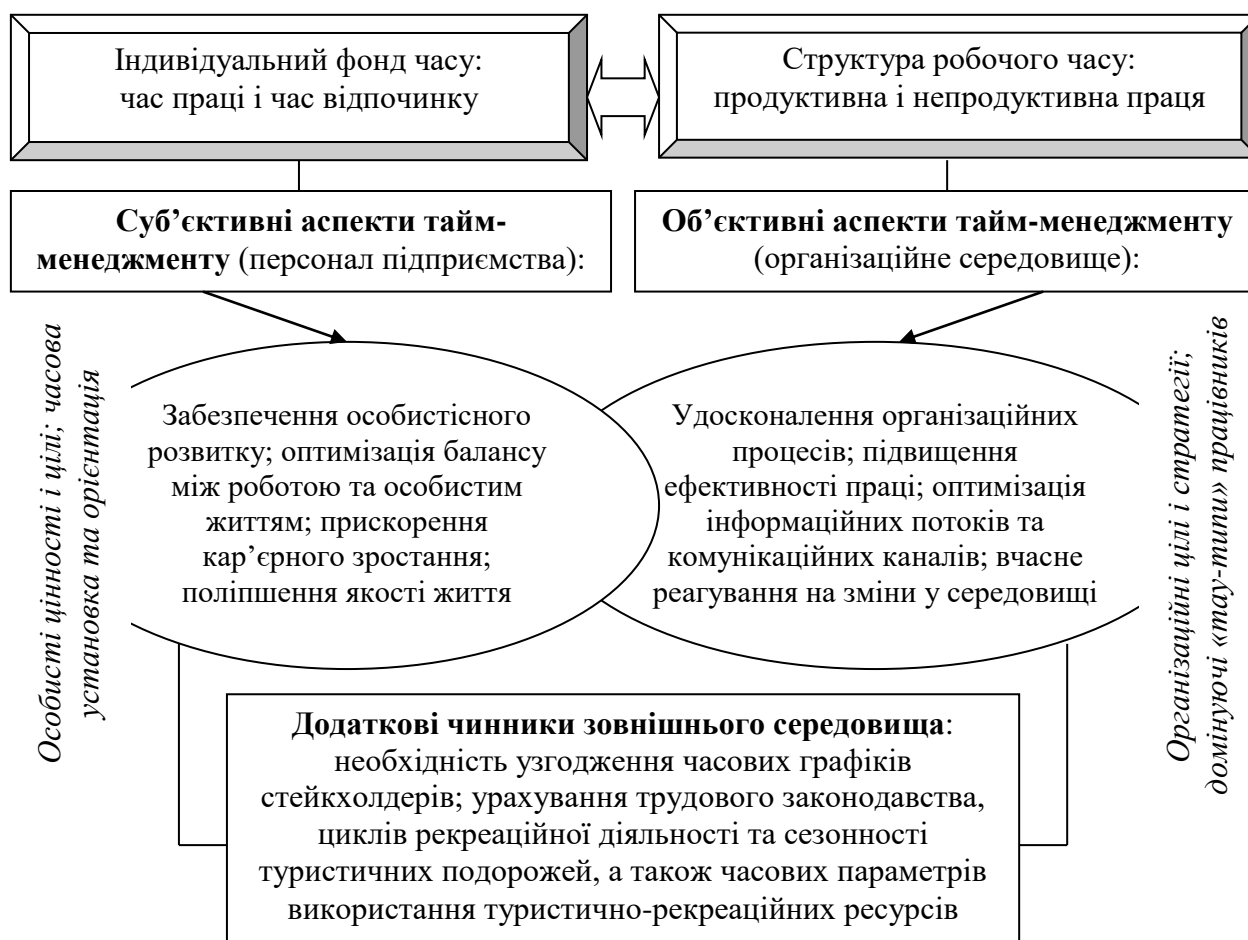 Індивідуальний фонд часу:
час праці і час відпочинку
Структура робочого часу:
продуктивна і непродуктивна праця
Суб’єктивні аспекти тайм-
менеджменту (персонал підприємства):
Об’єктивні аспекти тайм-менеджменту
(організаційне середовище):
Особисті цінності і цілі; часова
установка та орієнтація
Забезпечення особистісного
розвитку; оптимізація балансу
між роботою та особистим
життям; прискорення
кар’єрного зростання;
поліпшення якості життя
Удосконалення організаційних
процесів; підвищення
ефективності праці; оптимізація
інформаційних потоків та
комунікаційних каналів; вчасне
реагування на зміни у середовищі
Організаційні цілі і стратегії;
домінуючі «тау-типи» працівників
Додаткові чинники зовнішнього середовища:
необхідність узгодження часових графіків
стейкхолдерів; урахування трудового законодавства,
циклів рекреаційної діяльності та сезонності
туристичних подорожей, а також часових параметрів
використання туристично-рекреаційних ресурсів